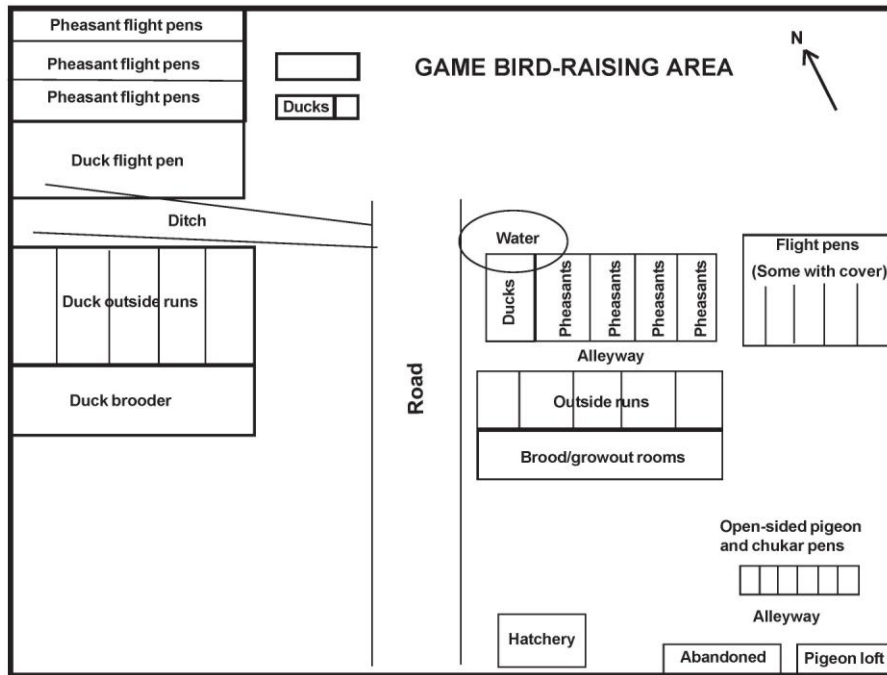 Pheasant flight pens
Pheasant flight pens
Pheasant flight pens
Duck flight pen
Ditch
Duck outside runs
Duck brooder
Ducks
GAME BIRD-RAISING AREA
N
Road
Water
Ducks
Pheasants
Pheasants
Pheasants
Pheasants
Alleyway
Outside runs
Brood/growout rooms
Flight pens
(Some with cover)
Open-sided pigeon
and chukar pens
Alleyway
Hatchery
Abandoned
Pigeon loft